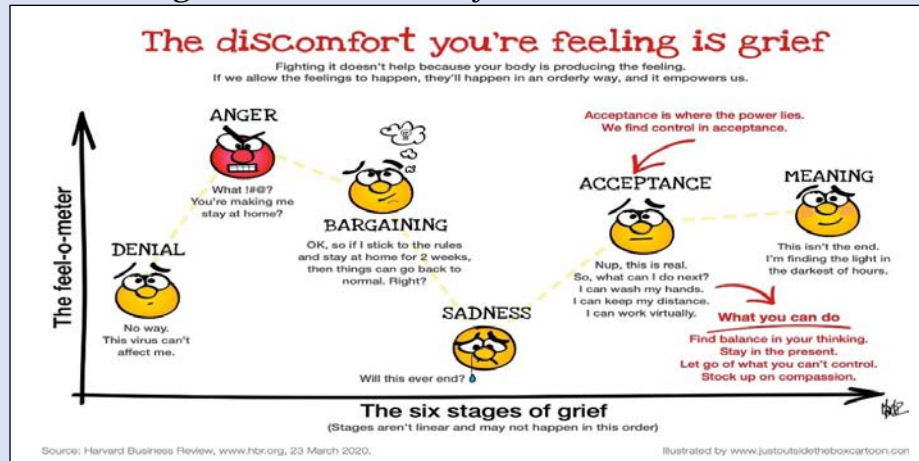 The discomfort you're feeling is grief
Fighting it doesn't help because your body is producing the feeling.
If we allow the feelings to happen, they'll happen in an orderly way, and it empowers us.
The feel-o-meter
DENIAL
No way.
This virus can't
affect me.
ANGER
What !#@?
You're making me
stay at home?
BARGAINING
OK, so if I stick to the rules
and stay at home for 2 weeks,
then things can go back to
normal. Right?
SADNESS
Will this ever end?
Acceptance is where the power lies.
We find control in acceptance.
ACCEPTANCE
Nup, this is real.
So, what can I do next?
I can wash my hands.
I can keep my distance.
I can work virtually.
MEANING
This isn't the end.
I'm finding the light in
the darkest of hours.
What you can do
Find balance in your thinking.
Stay in the present.
Let go of what you can't control.
Stock up on compassion.
The six stages of grief
(Stages aren't linear and may not happen in this order)
Source: Harvard Business Review, www.hbr.org, 23 March 2020.
Illustrated by www.justoutsidetheboxcartoon.com